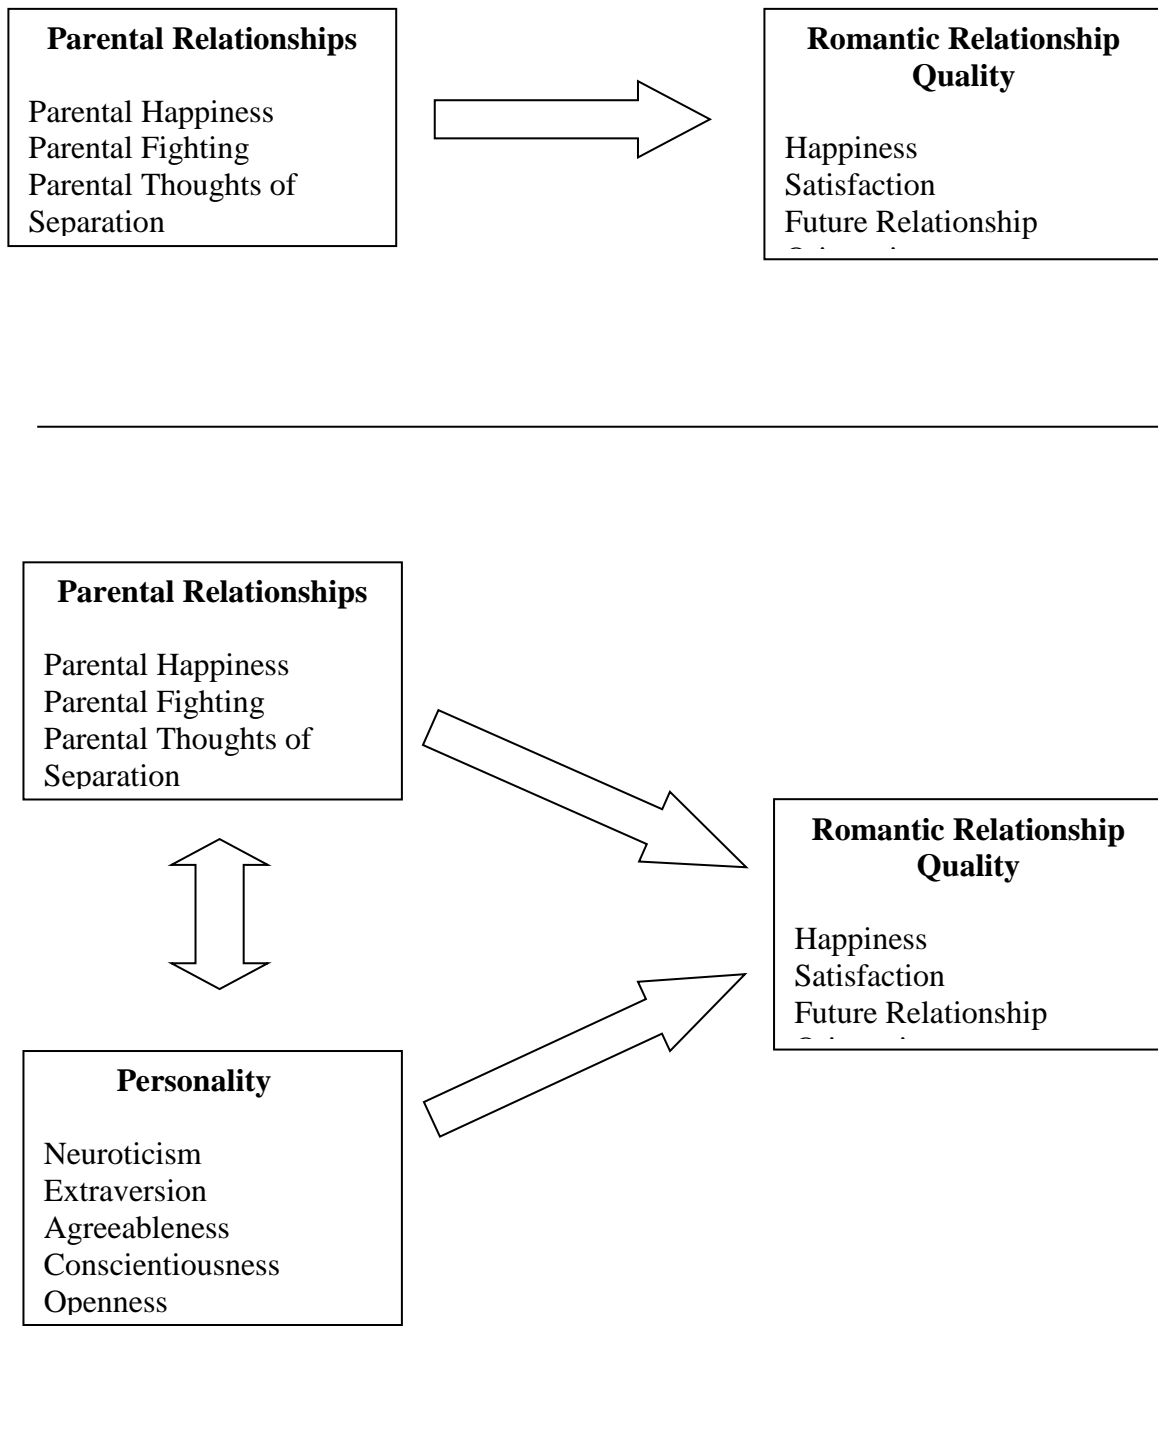 Parental Relationships
Parental Happiness
Parental Fighting
Parental Thoughts of
Separation
Romantic Relationship
Quality
Happiness
Satisfaction
Future Relationship
Parental Relationships
Parental Happiness
Parental Fighting
Parental Thoughts of
Separation
Romantic Relationship
Quality
Happiness
Satisfaction
Future Relationship
Personality
Neuroticism
Extraversion
Agreeableness
Conscientiousness
Openness